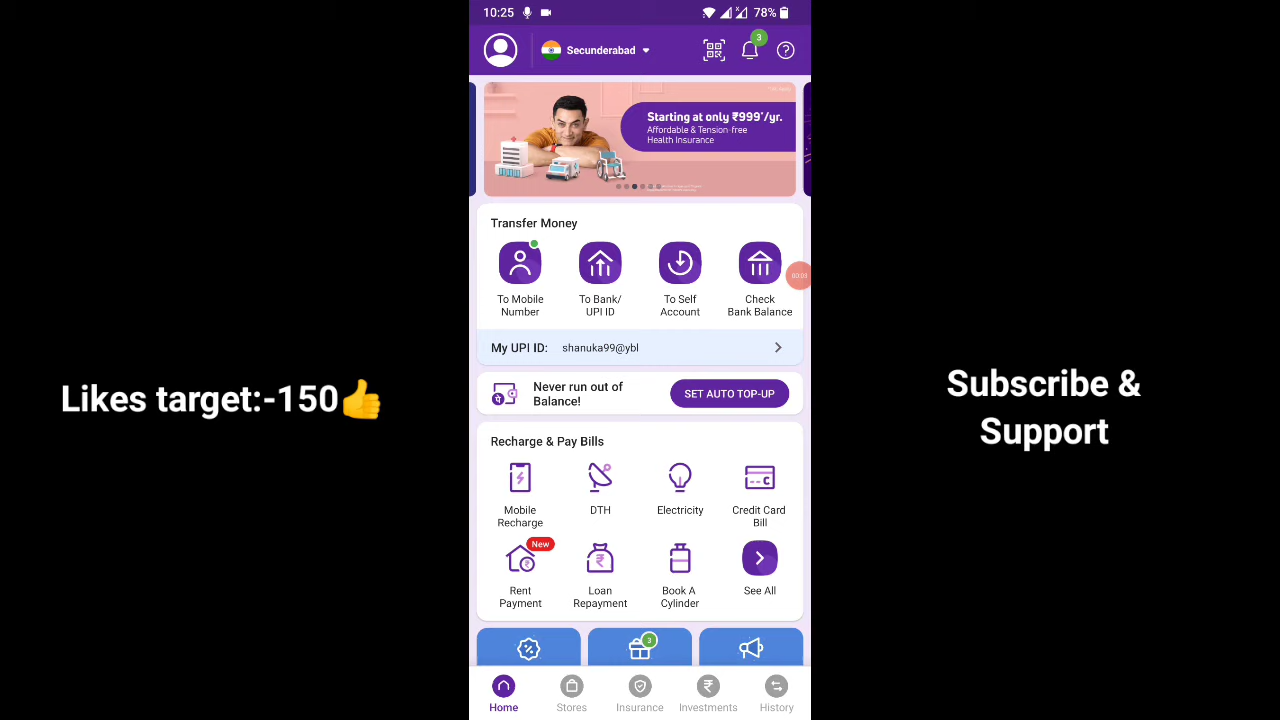 10:25
78%
Secunderabad
3
Starting at only ₹999*/yr.
Affordable & Tension-free
Health Insurance
Transfer Money
To Mobile
Number
To Bank/
UPI ID
To Self
Account
Check
Bank Balance
My UPI ID: shanuka99@ybl
Never run out of
Balance!
SET AUTO TOP-UP
Recharge & Pay Bills
Mobile
Recharge
DTH
Electricity
Credit Card
Bill
New
Rent
Payment
Loan
Repayment
Book A
Cylinder
See All
3
Home
Stores
Insurance
Investments
History
Likes target:-150👍
Subscribe &
Support